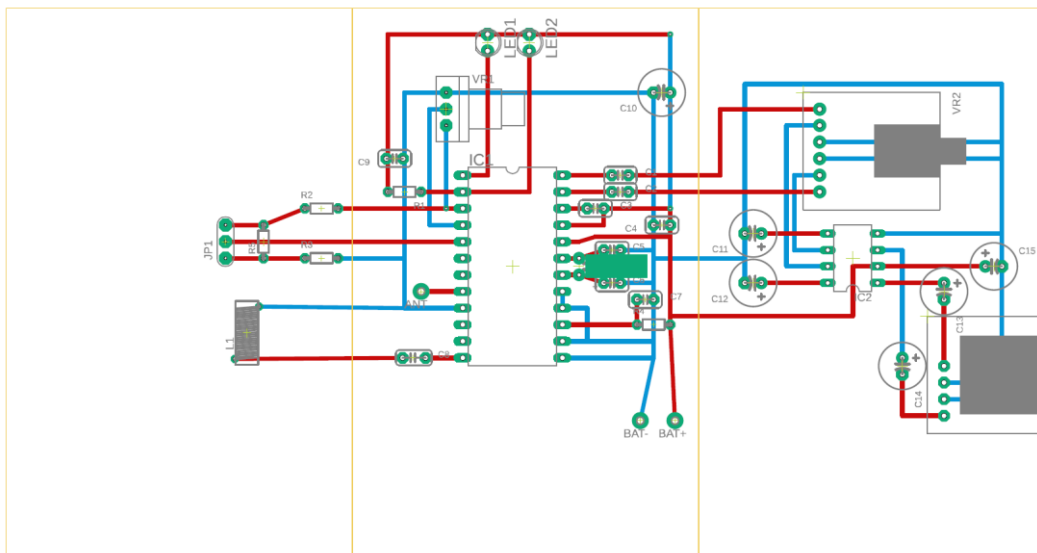 LED1
LED2
VR1
C10
VR2
C9
IC1
R1
R2
C3
C4
C5
JP1
R3
C11
C15
C12
C7
IC2
ANT
C13
L1
C8
C14
BAT-
BAT+
+
+
+
+
+
+